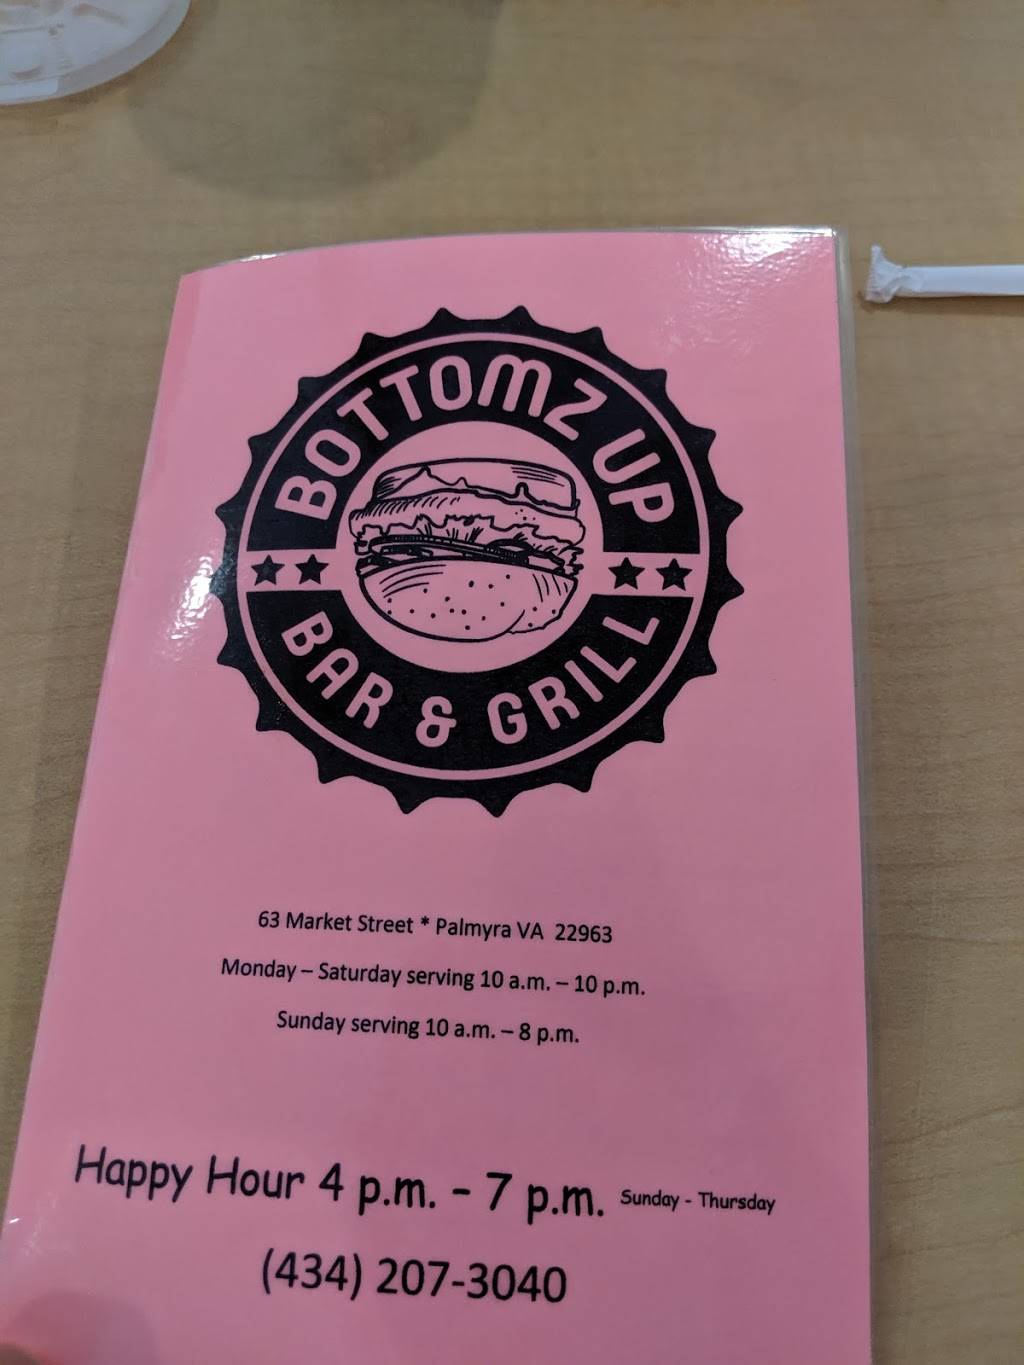 BOTTOMZ UP
BAR & GRILL
63 Market Street * Palmyra VA 22963
Monday – Saturday serving 10 a.m. – 10 p.m.
Sunday serving 10 a.m. – 8 p.m.
Happy Hour 4 p.m. - 7 p.m. Sunday - Thursday
(434) 207-3040